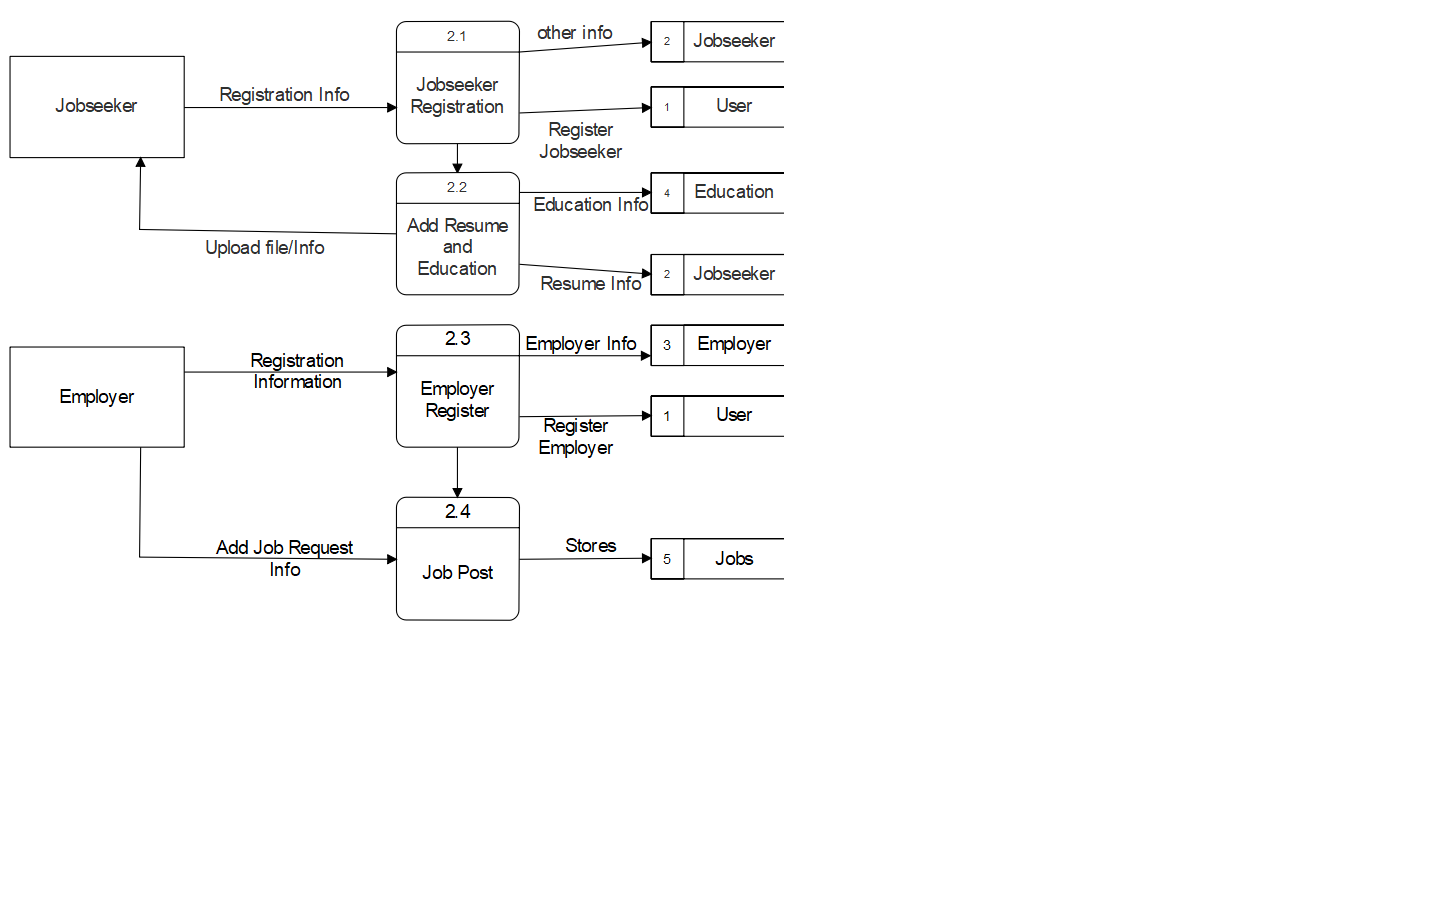 2.1
other info
2
Jobseeker
Jobseeker
Registration Info
Jobseeker
Registration
1
User
Register
Jobseeker
2.2
4
Education
Education Info
Add Resume
and
Education
Upload file/Info
2
Jobseeker
Resume Info
2.3
Employer Info
3
Employer
Registration
Information
Employer
Employer
Register
1
User
Register
Employer
2.4
Add Job Request
Info
Job Post
Stores
5
Jobs